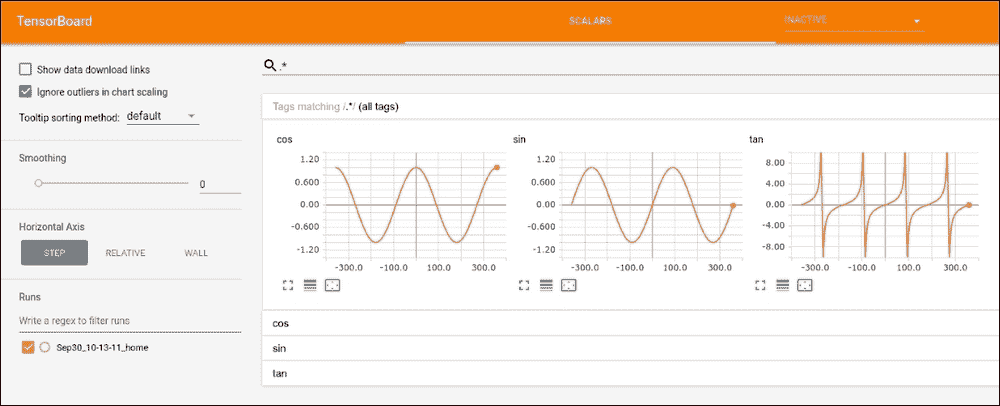 TensorBoard
SCALARS
INACTIVE
Show data download links
Ignore outliers in chart scaling
Tooltip sorting method: default
Smoothing
0
Horizontal Axis
STEP RELATIVE WALL
Runs
Write a regex to filter runs
Sep30_10-13-11_home
.*
Tags matching /.*/ (all tags)
cos
1.20
0.600
0.00
-0.600
-1.20
-300.0 -100.0 100.0 300.0
sin
1.20
0.600
0.00
-0.600
-1.20
-300.0 -100.0 100.0 300.0
tan
8.00
4.00
0.00
-4.00
-8.00
-300.0 -100.0 100.0 300.0
cos
sin
tan